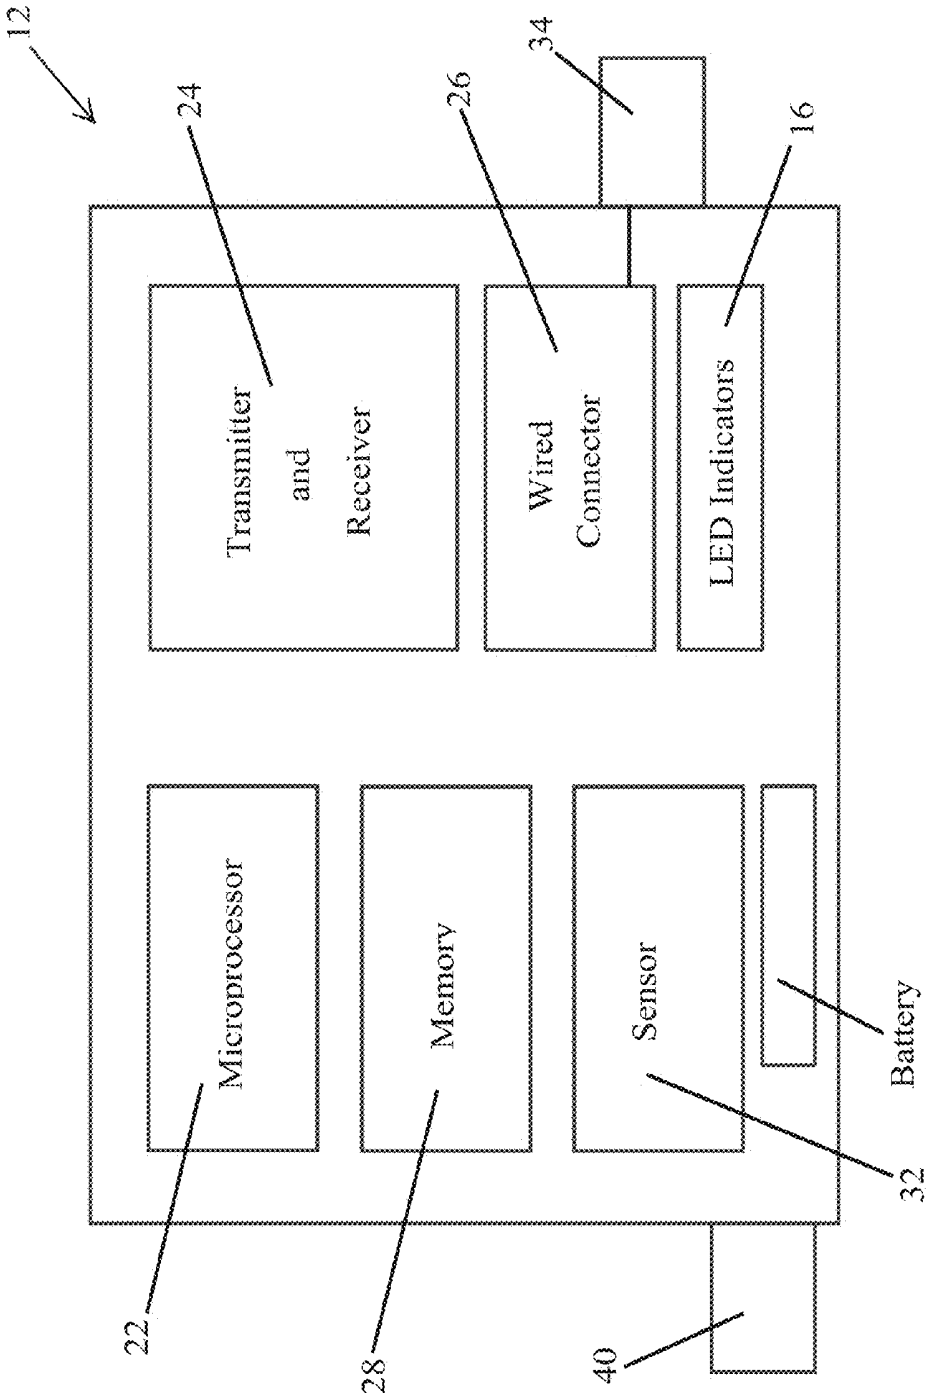 12
24
26
34
16
Transmitter
and
Receiver
Wired
Connector
LED Indicators
Microprocessor
Memory
Sensor
Battery
22
28
40
32